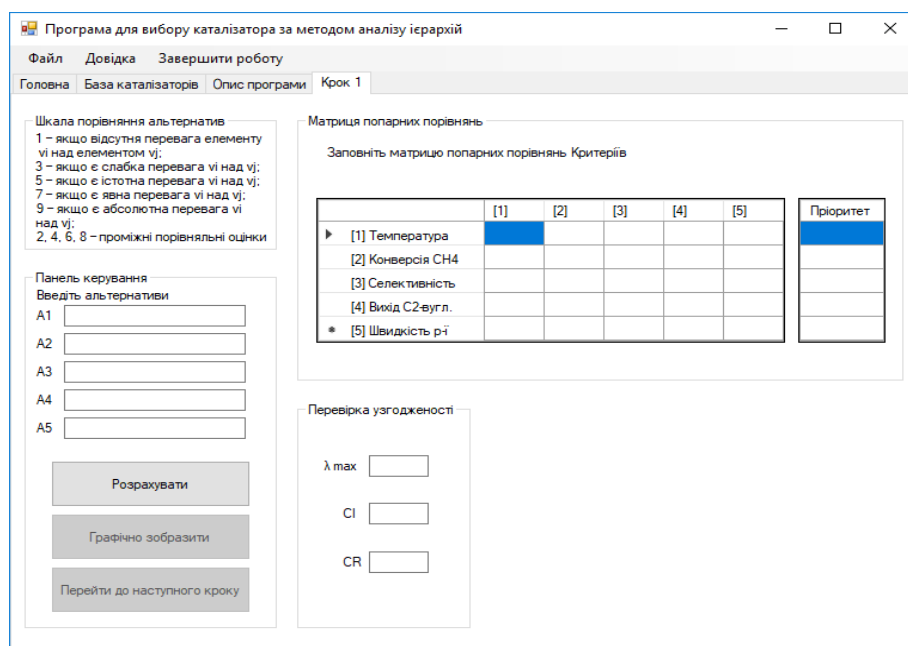 Програма для вибору каталізатора за методом аналізу ієрархій
Файл Довідка Завершити роботу
Головна База каталізаторів Опис програми Крок 1
Шкала порівняння альтернатив
1 – якщо відсутня перевага елементу
vi над елементом vj;
3 – якщо є слабка перевага vi над vj;
5 – якщо є істотна перевага vi над vj;
7 – якщо є явна перевага vi над vj;
9 – якщо є абсолютна перевага vi
над vj;
2, 4, 6, 8 – проміжні порівняльні оцінки
Матриця попарних порівнянь
Заповніть матрицю попарних порівнянь Критеріїв
[1] [2] [3] [4] [5] Пріоритет
[1] Температура
[2] Конверсія СН4
[3] Селективність
[4] Вихід С2-вугл.
[5] Швидкість р-ї
Панель керування
Введіть альтернативи
A1
A2
A3
A4
A5
Розрахувати
Графічно зобразити
Перейти до наступного кроку
Перевірка узгодженості
λ max
CI
CR